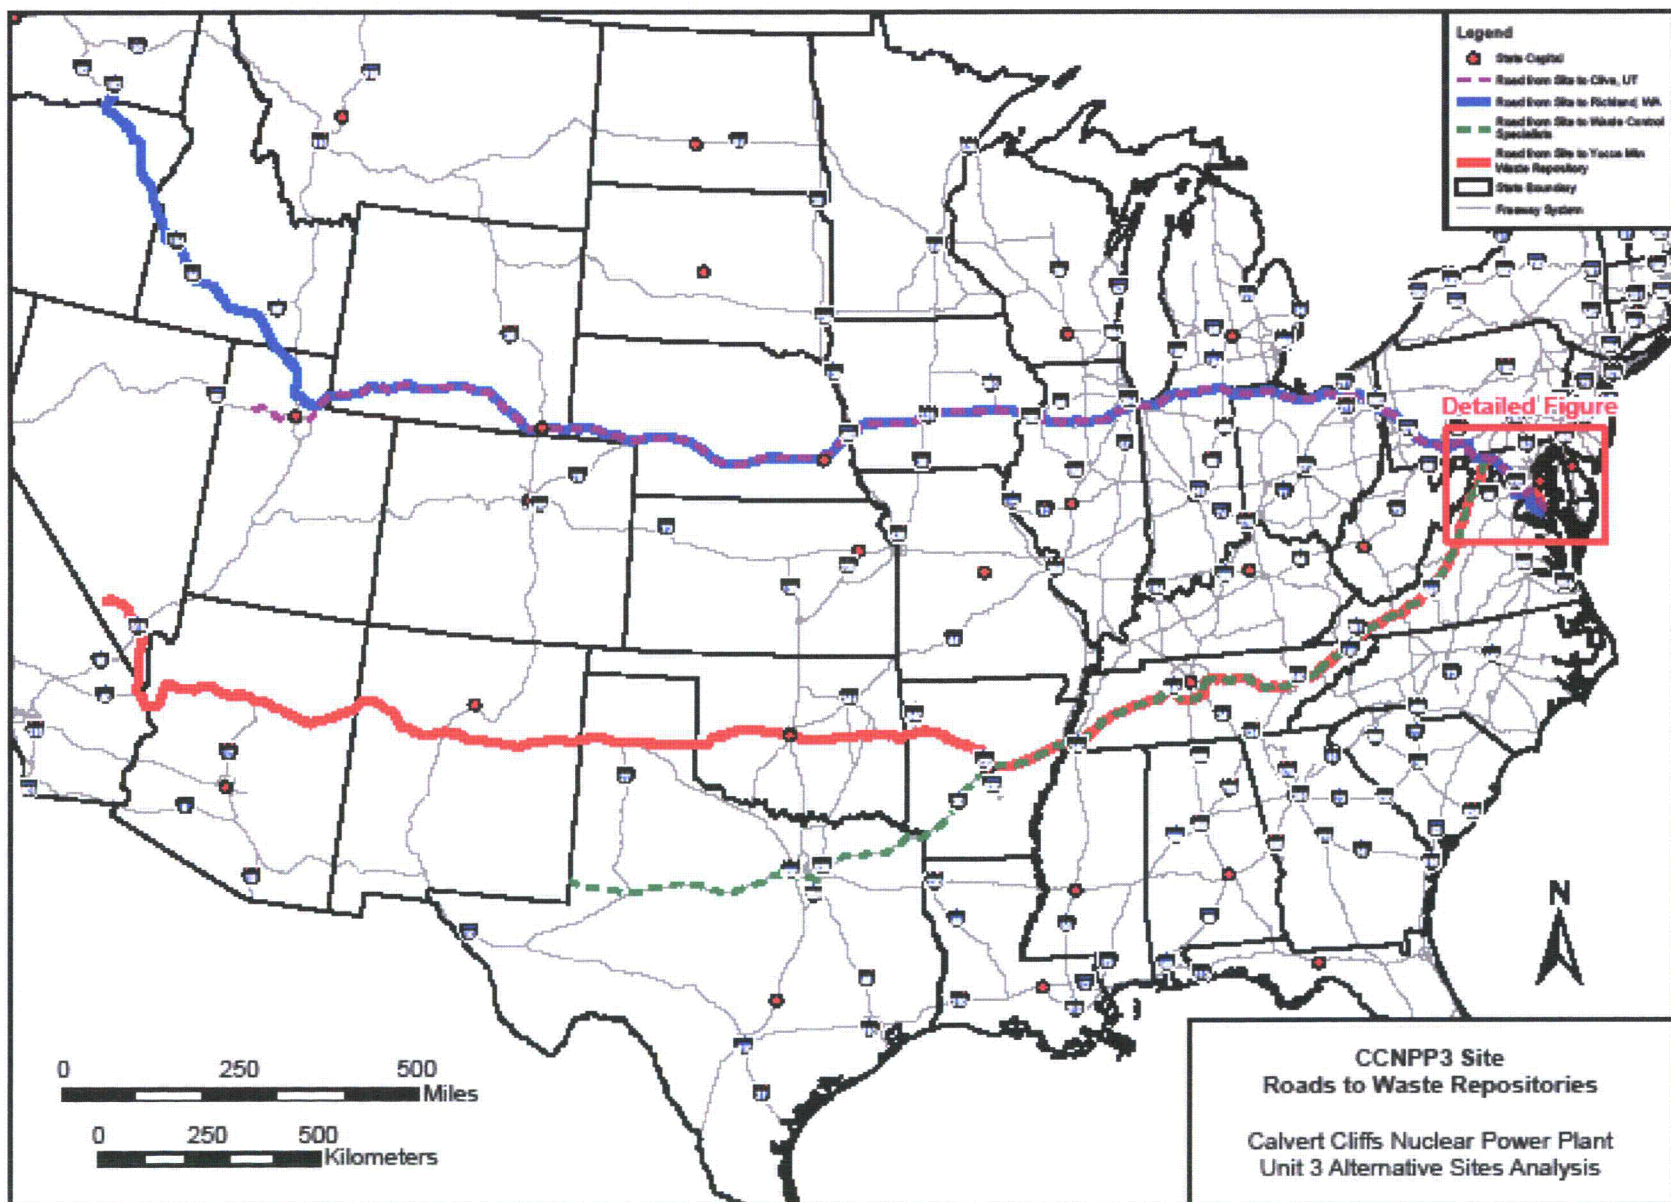 Legend
State Capital
Road from Site to Clive, UT
Road from Site to Richland, WA
Road from Site to Waste Control
Specialists
Road from Site to Yucca Mtn
Waste Repository
State Boundary
Freeway System
Detailed Figure
N
0 250 500
Miles
0 250 500
Kilometers
CCNPP3 Site
Roads to Waste Repositories
Calvert Cliffs Nuclear Power Plant
Unit 3 Alternative Sites Analysis